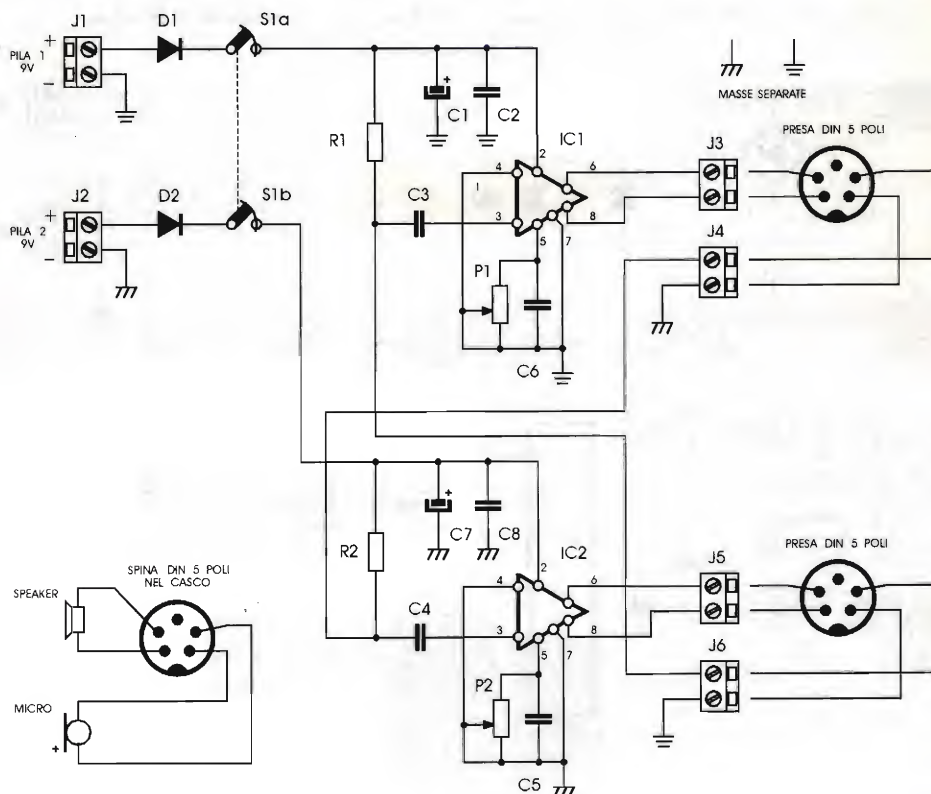 J1
D1
S1a
+
PILA 1
9V
-
C1
+
C2
MASSE SEPARATE
PRESA DIN 5 POLI
R1
IC1
2
4
6
J3
J2
D2
S1b
+
PILA 2
9V
-
C3
3
8
5
7
J4
P1
C6
C7
+
C8
R2
IC2
2
PRESA DIN 5 POLI
J5
4
6
SPINA DIN 5 POLI
NEL CASCO
SPEAKER
C4
3
8
5
7
J6
P2
MICRO
+
C5